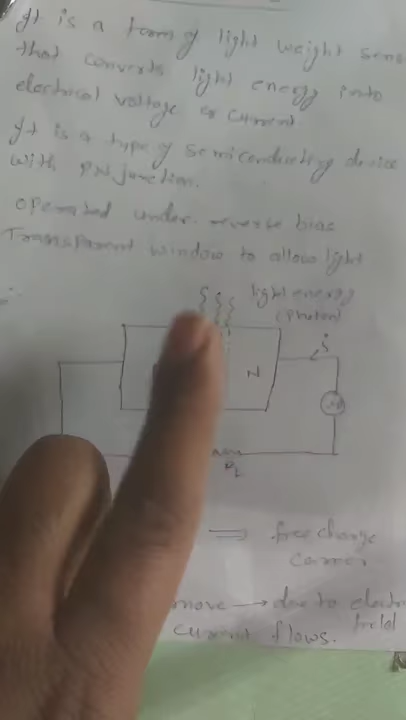 It is a form of light weight sens
that converts light energy into
electrical voltage or current.
It is a type of semiconducting device
with PN junction.
Operated under reverse bias
Transparent window to allow light
light energy
(Photon)
N
RL
⇒ free charge
carrier
move → due to electr
field
current flows.